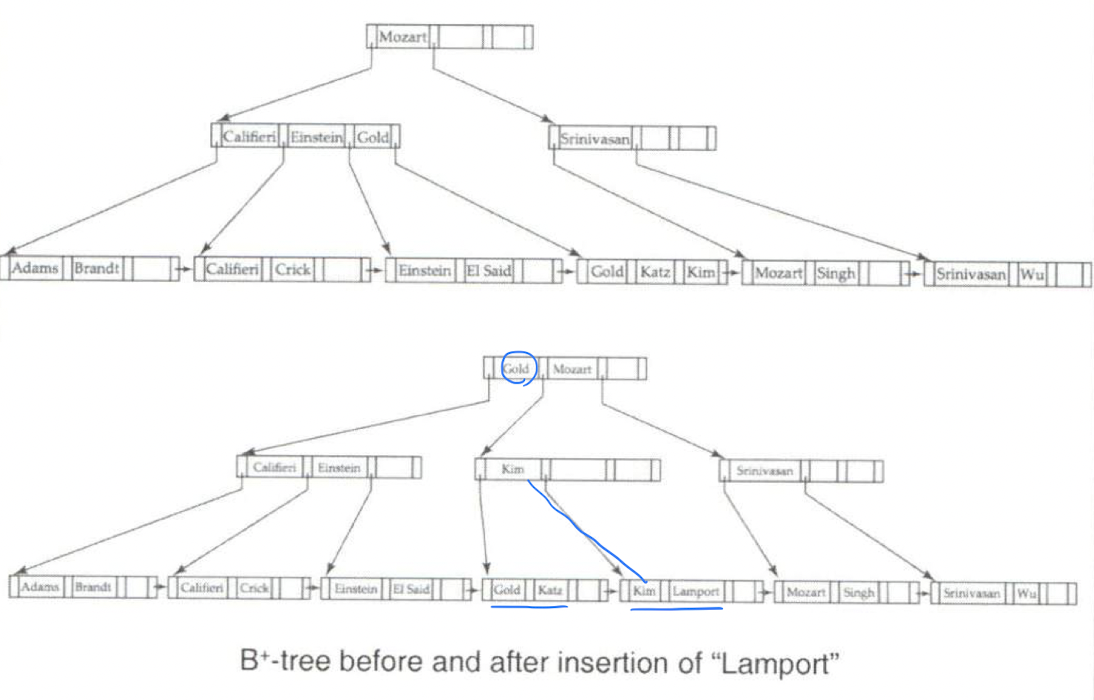 Mozart
Califieri Einstein Gold Srinivasan
Adams Brandt Califieri Crick Einstein El Said Gold Katz Kim Mozart Singh Srinivasan Wu
Gold Mozart
Califieri Einstein Kim Srinivasan
Adams Brandt Califieri Crick Einstein El Said Gold Katz Kim Lamport Mozart Singh Srinivasan Wu
B+-tree before and after insertion of “Lamport”